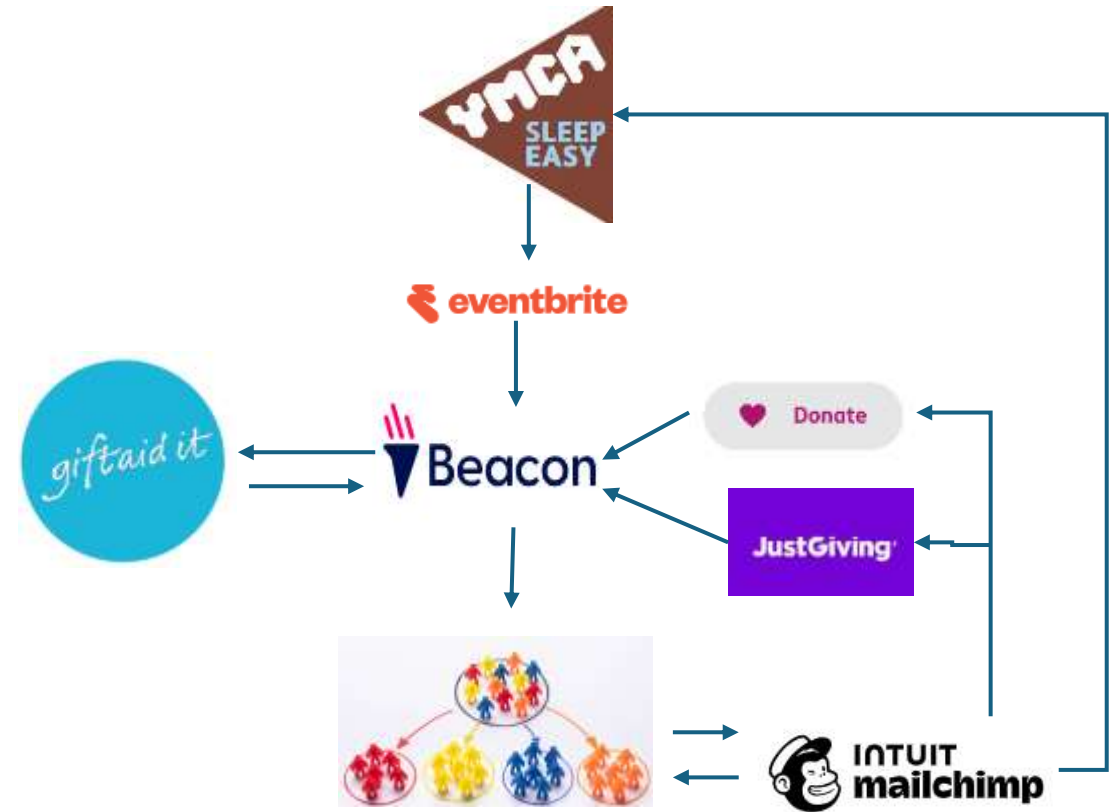 YMCA
SLEEP
EASY
eventbrite
giftaid it
Beacon
Donate
JustGiving
INTUIT
mailchimp